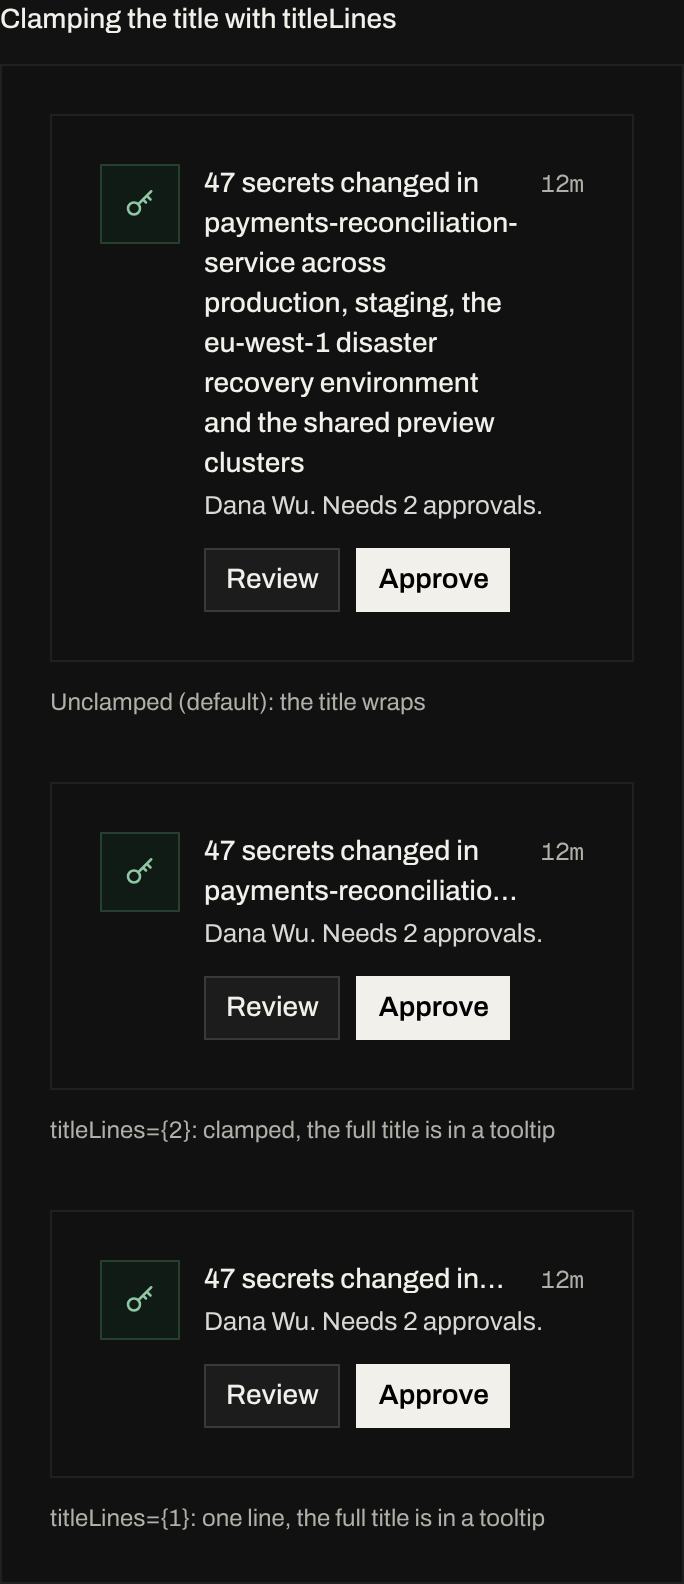 Clamping the title with titleLines
47 secrets changed in
12m
payments-reconciliation-
service across
production, staging, the
eu-west-1 disaster
recovery environment
and the shared preview
clusters
Dana Wu. Needs 2 approvals.
Review
Approve
Unclamped (default): the title wraps
47 secrets changed in
12m
payments-reconciliatio…
Dana Wu. Needs 2 approvals.
Review
Approve
titleLines={2}: clamped, the full title is in a tooltip
47 secrets changed in…
12m
Dana Wu. Needs 2 approvals.
Review
Approve
titleLines={1}: one line, the full title is in a tooltip